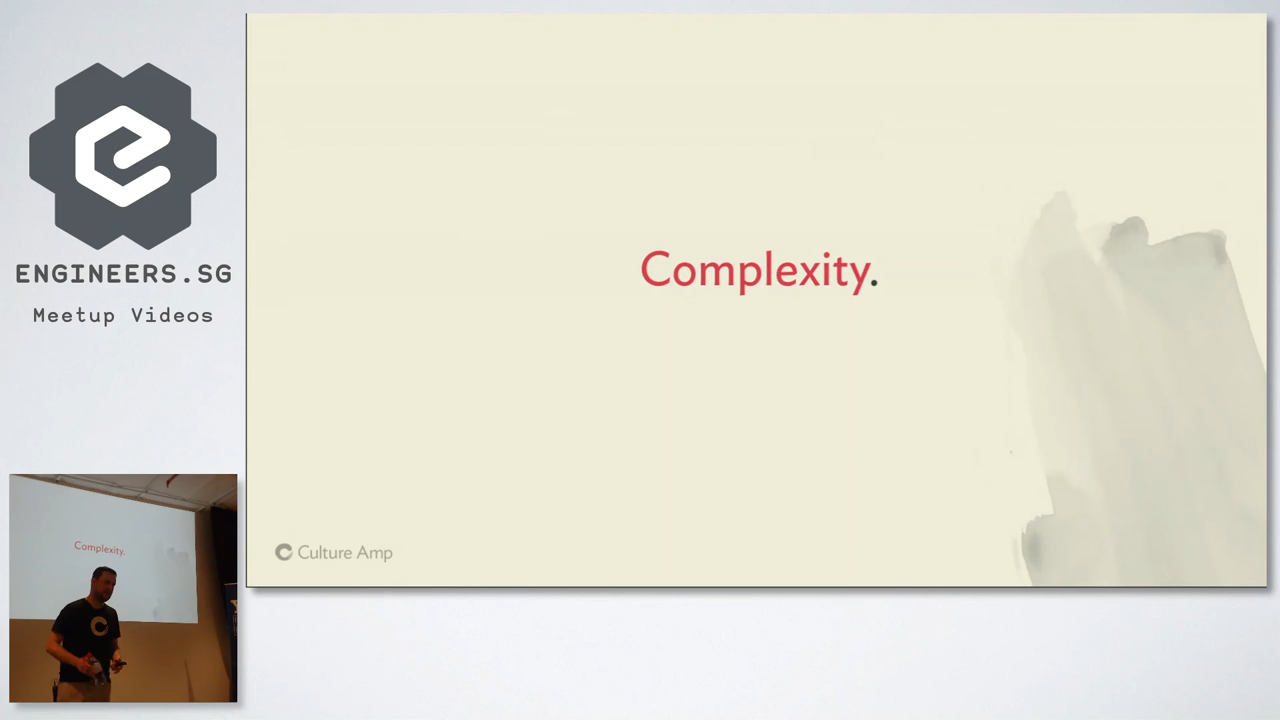 ENGINEERS.SG
Meetup Videos
Complexity.
Culture Amp
Complexity.